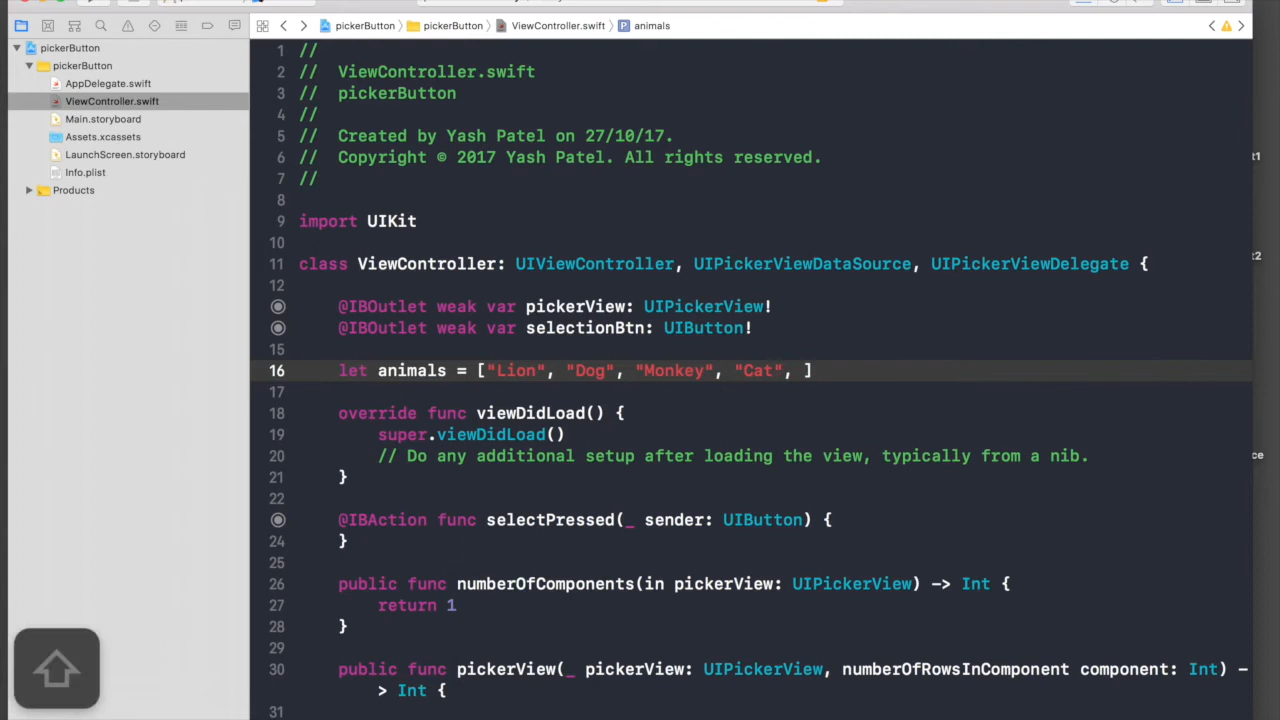 pickerButton
pickerButton
AppDelegate.swift
ViewController.swift
Main.storyboard
Assets.xcassets
LaunchScreen.storyboard
Info.plist
Products
pickerButton pickerButton ViewController.swift P animals
1 //
2 // ViewController.swift
3 // pickerButton
4 //
5 // Created by Yash Patel on 27/10/17.
6 // Copyright © 2017 Yash Patel. All rights reserved.
7 //
8
9 import UIKit
10
11 class ViewController: UIViewController, UIPickerViewDataSource, UIPickerViewDelegate {
12
@IBOutlet weak var pickerView: UIPickerView!
@IBOutlet weak var selectionBtn: UIButton!
15
16 let animals = ["Lion", "Dog", "Monkey", "Cat", ]
17
18 override func viewDidLoad() {
19 super.viewDidLoad()
20 // Do any additional setup after loading the view, typically from a nib.
21 }
22
@IBAction func selectPressed(_ sender: UIButton) {
24 }
25
26 public func numberOfComponents(in pickerView: UIPickerView) -> Int {
27 return 1
28 }
29
30 public func pickerView(_ pickerView: UIPickerView, numberOfRowsInComponent component: Int) -
> Int {
31